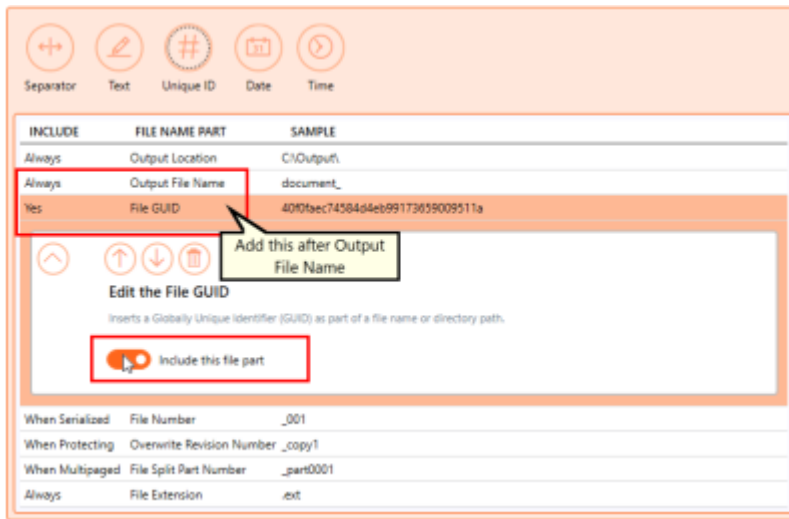 Separator Text Unique ID Date Time
INCLUDE FILE NAME PART SAMPLE
Always Output Location C:\Output\
Always Output File Name document_
Yes File GUID 40f0faec74584d4eb99173659009511a
Add this after Output
File Name
Edit the File GUID
Inserts a Globally Unique Identifier (GUID) as part of a file name or directory path.
Include this file part
When Serialized File Number _001
When Protecting Overwrite Revision Number _copy1
When Multipaged File Split Part Number _part0001
Always File Extension .ext